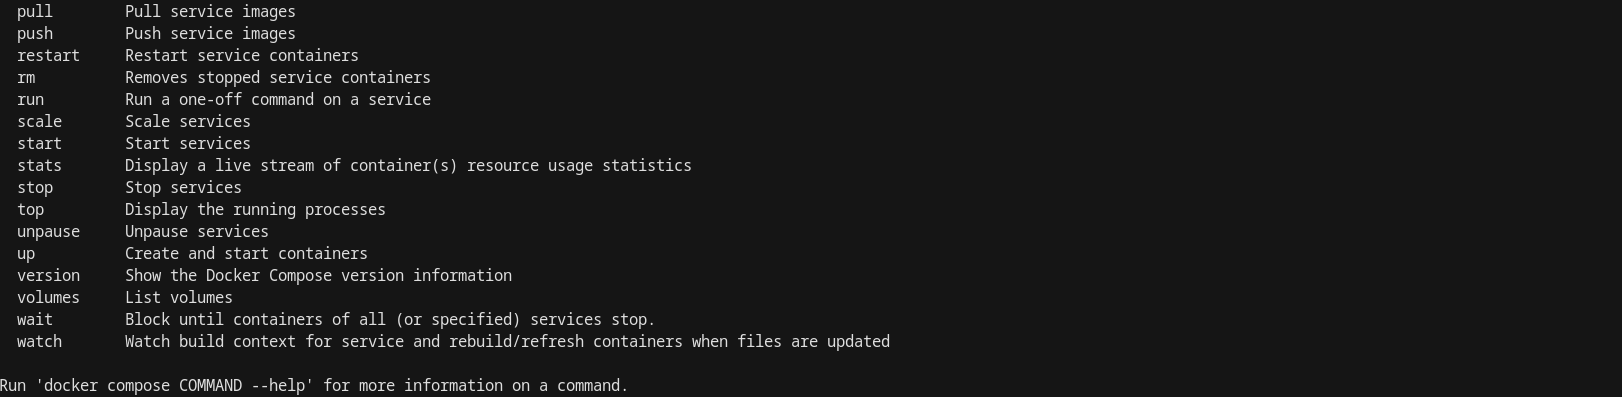 pull        Pull service images
push        Push service images
restart     Restart service containers
rm          Removes stopped service containers
run         Run a one-off command on a service
scale       Scale services
start       Start services
stats       Display a live stream of container(s) resource usage statistics
stop        Stop services
top         Display the running processes
unpause     Unpause services
up          Create and start containers
version     Show the Docker Compose version information
volumes     List volumes
wait        Block until containers of all (or specified) services stop.
watch       Watch build context for service and rebuild/refresh containers when files are updated
Run 'docker compose COMMAND --help' for more information on a command.